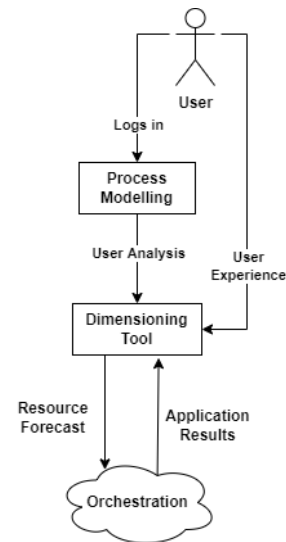 User
Logs in
Process
Modelling
User Analysis
User
Experience
Dimensioning
Tool
Resource
Forecast
Application
Results
Orchestration